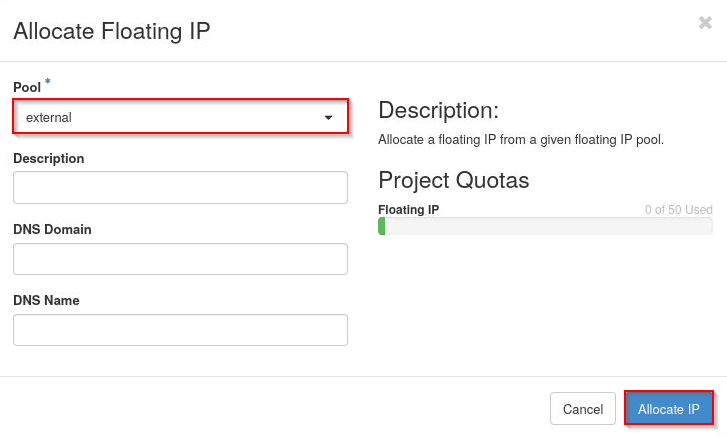 Allocate Floating IP
×
Pool *
external
Description
DNS Domain
DNS Name
Description:
Allocate a floating IP from a given floating IP pool.
Project Quotas
Floating IP
0 of 50 Used
Cancel
Allocate IP